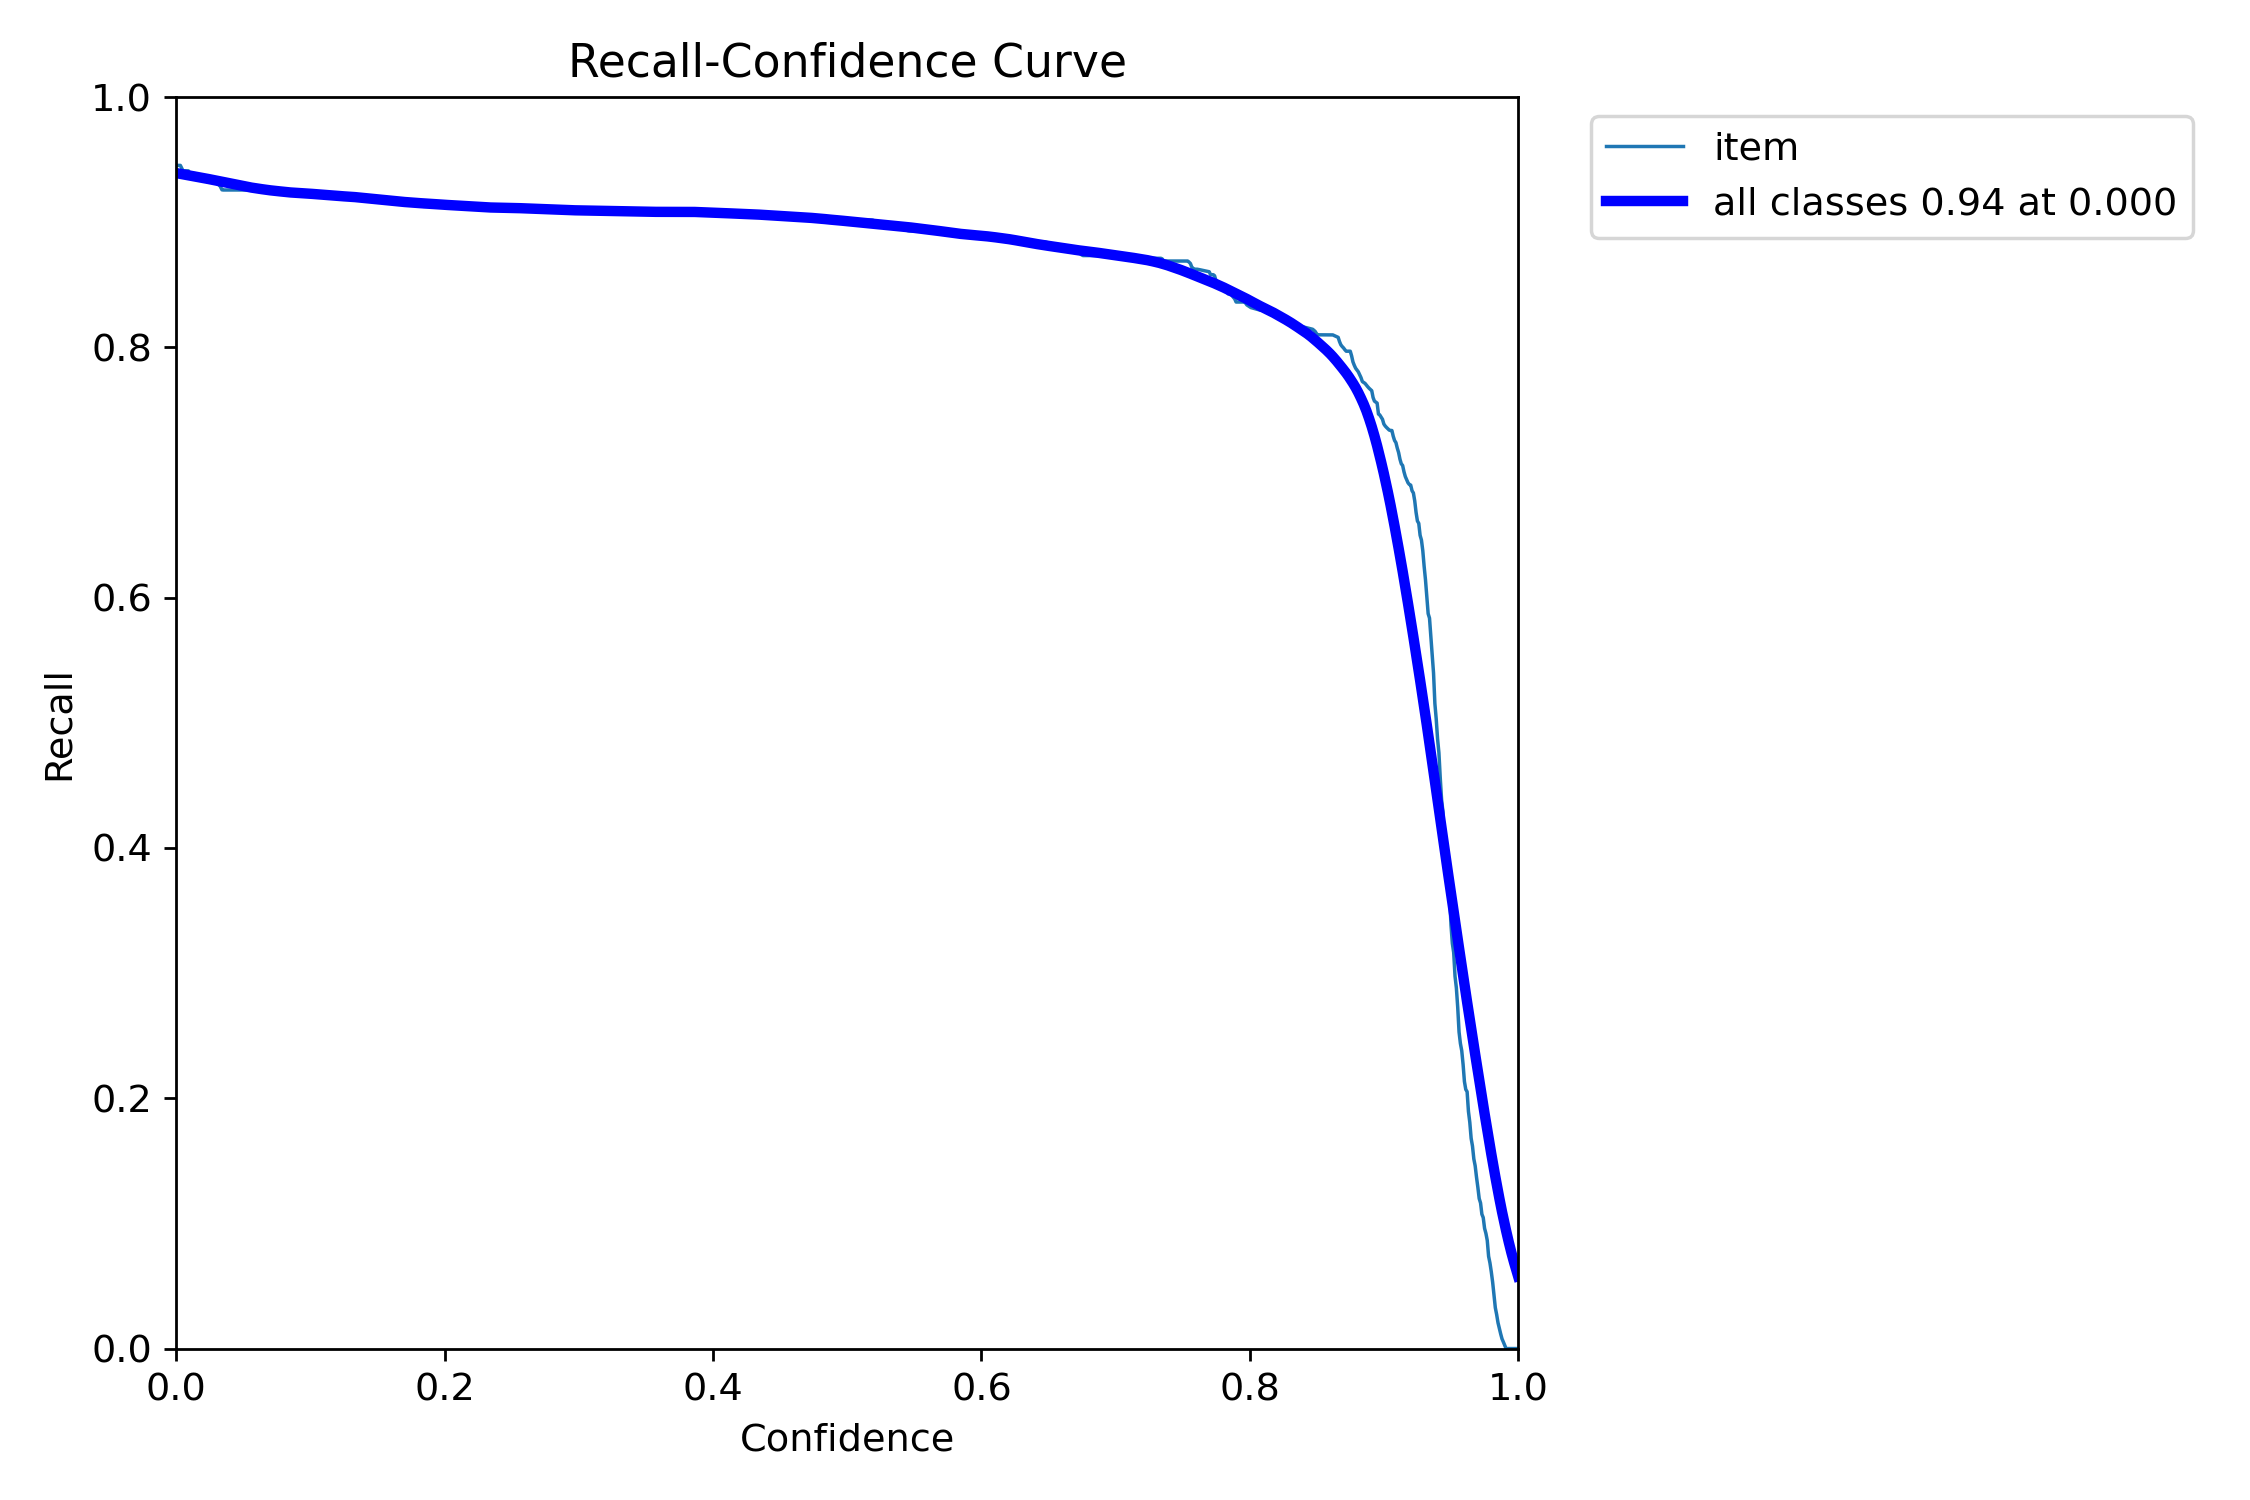 Recall-Confidence Curve
1.0
0.8
0.6
0.4
0.2
0.0
Recall
0.0 0.2 0.4 0.6 0.8 1.0
Confidence
item
all classes 0.94 at 0.000